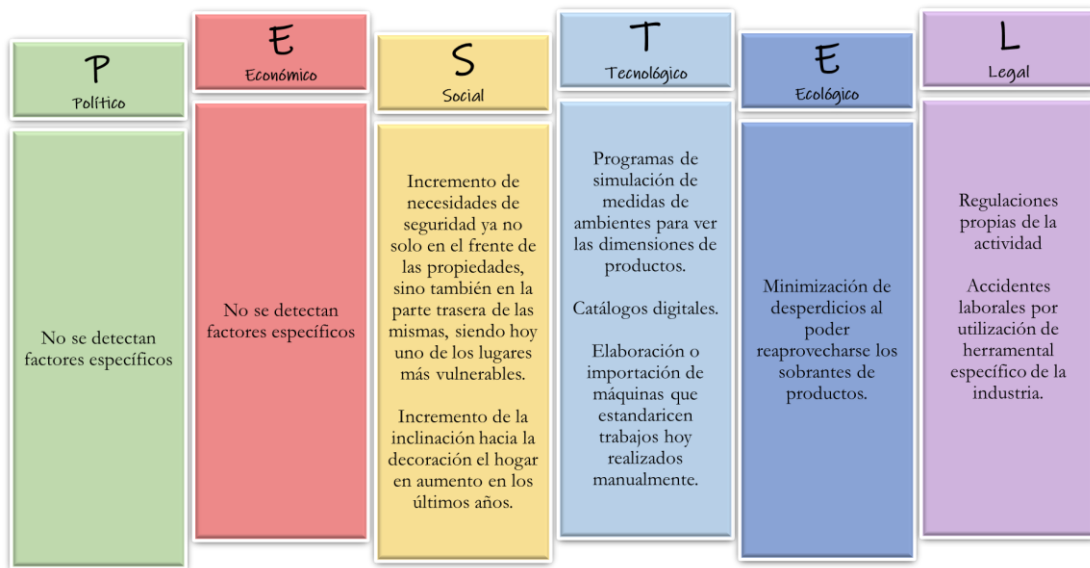 P
Político
No se detectan
factores específicos
E
Económico
No se detectan
factores específicos
S
Social
Incremento de
necesidades de
seguridad ya no
solo en el frente de
las propiedades,
sino también en la
parte trasera de las
mismas, siendo hoy
uno de los lugares
más vulnerables.
Incremento de la
inclinación hacia la
decoración el hogar
en aumento en los
últimos años.
T
Tecnológico
Programas de
simulación de
medidas de
ambientes para ver
las dimensiones de
productos.
Catálogos digitales.
Elaboración o
importación de
máquinas que
estandaricen
trabajos hoy
realizados
manualmente.
E
Ecológico
Minimización de
desperdicios al
poder
reaprovecharse los
sobrantes de
productos.
L
Legal
Regulaciones
propias de la
actividad
Accidentes
laborales por
utilización de
herramental
específico de la
industria.